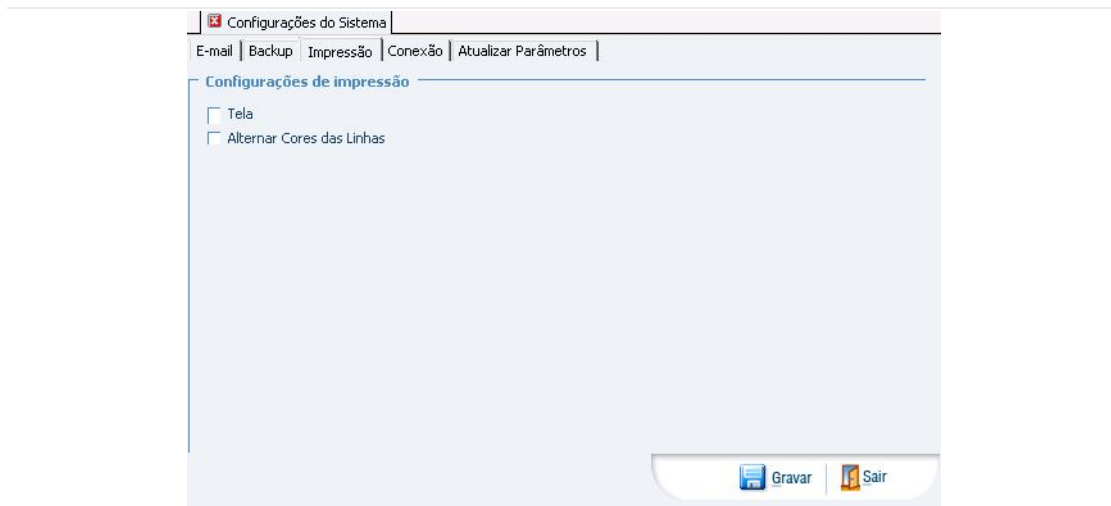 Configurações do Sistema
E-mail Backup Impressão Conexão Atualizar Parâmetros
Configurações de impressão
Tela
Alternar Cores das Linhas
Gravar Sair